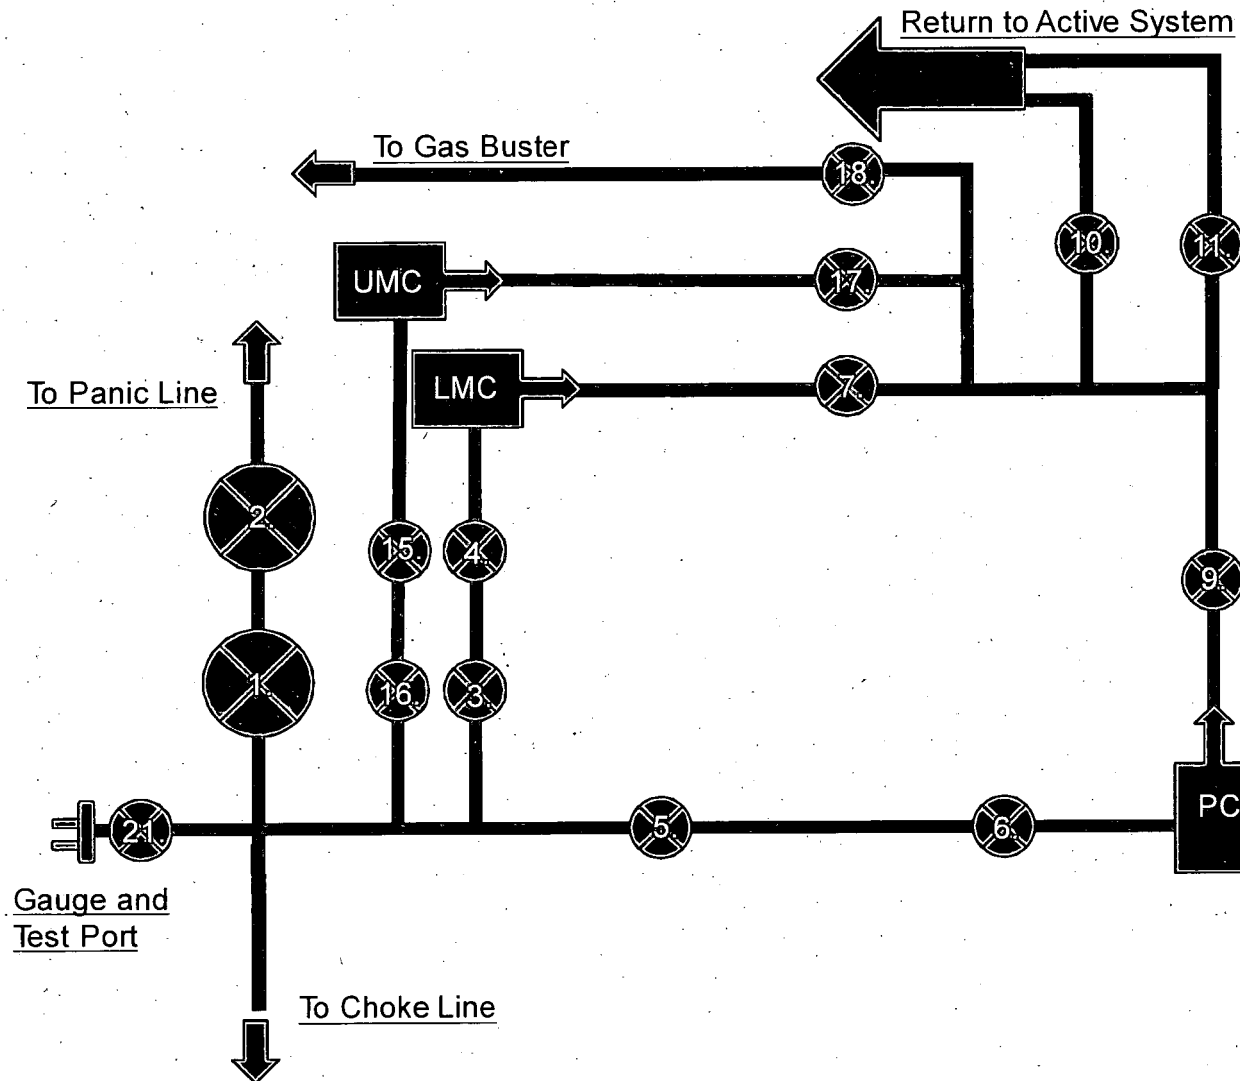 Return to Active System
To Gas Buster
18.
UMC
17.
10.
11.
LMC
7.
To Panic Line
2.
15.
4.
9.
1.
16.
3.
PC
21.
5.
6.
Gauge and
Test Port
To Choke Line